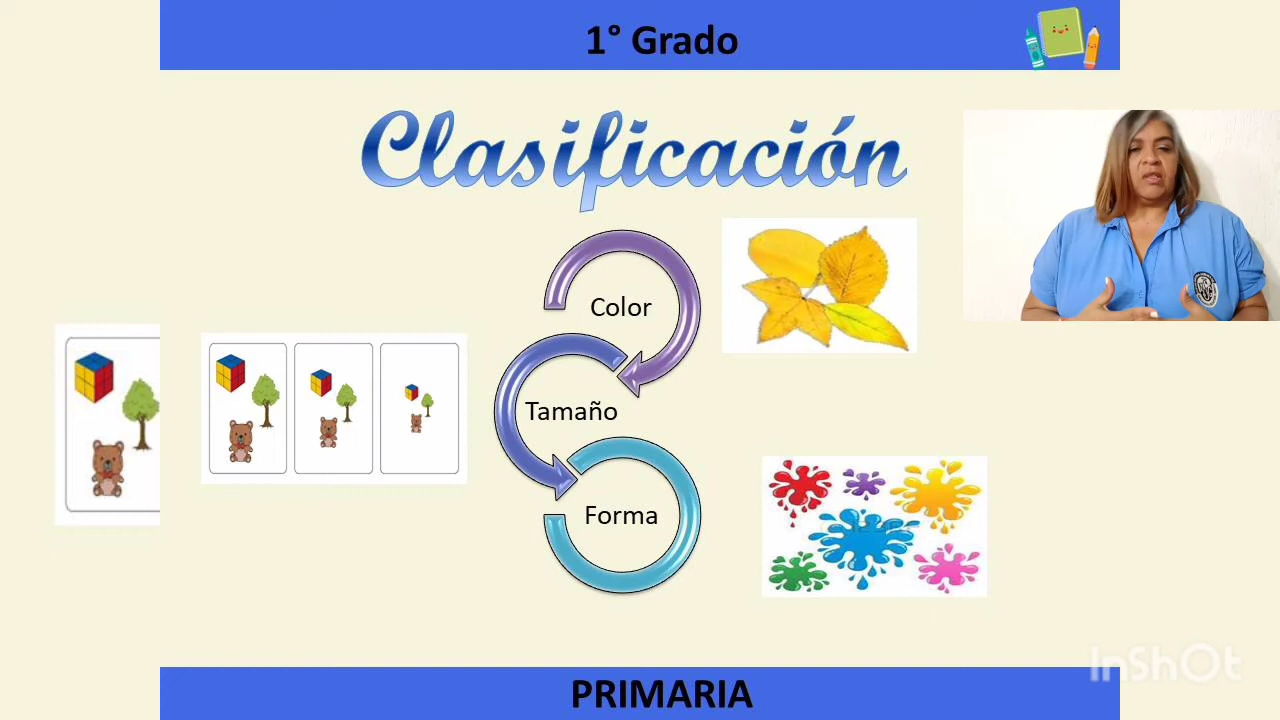 1° Grado
Clasificación
Color
Tamaño
Forma
InShOt
PRIMARIA